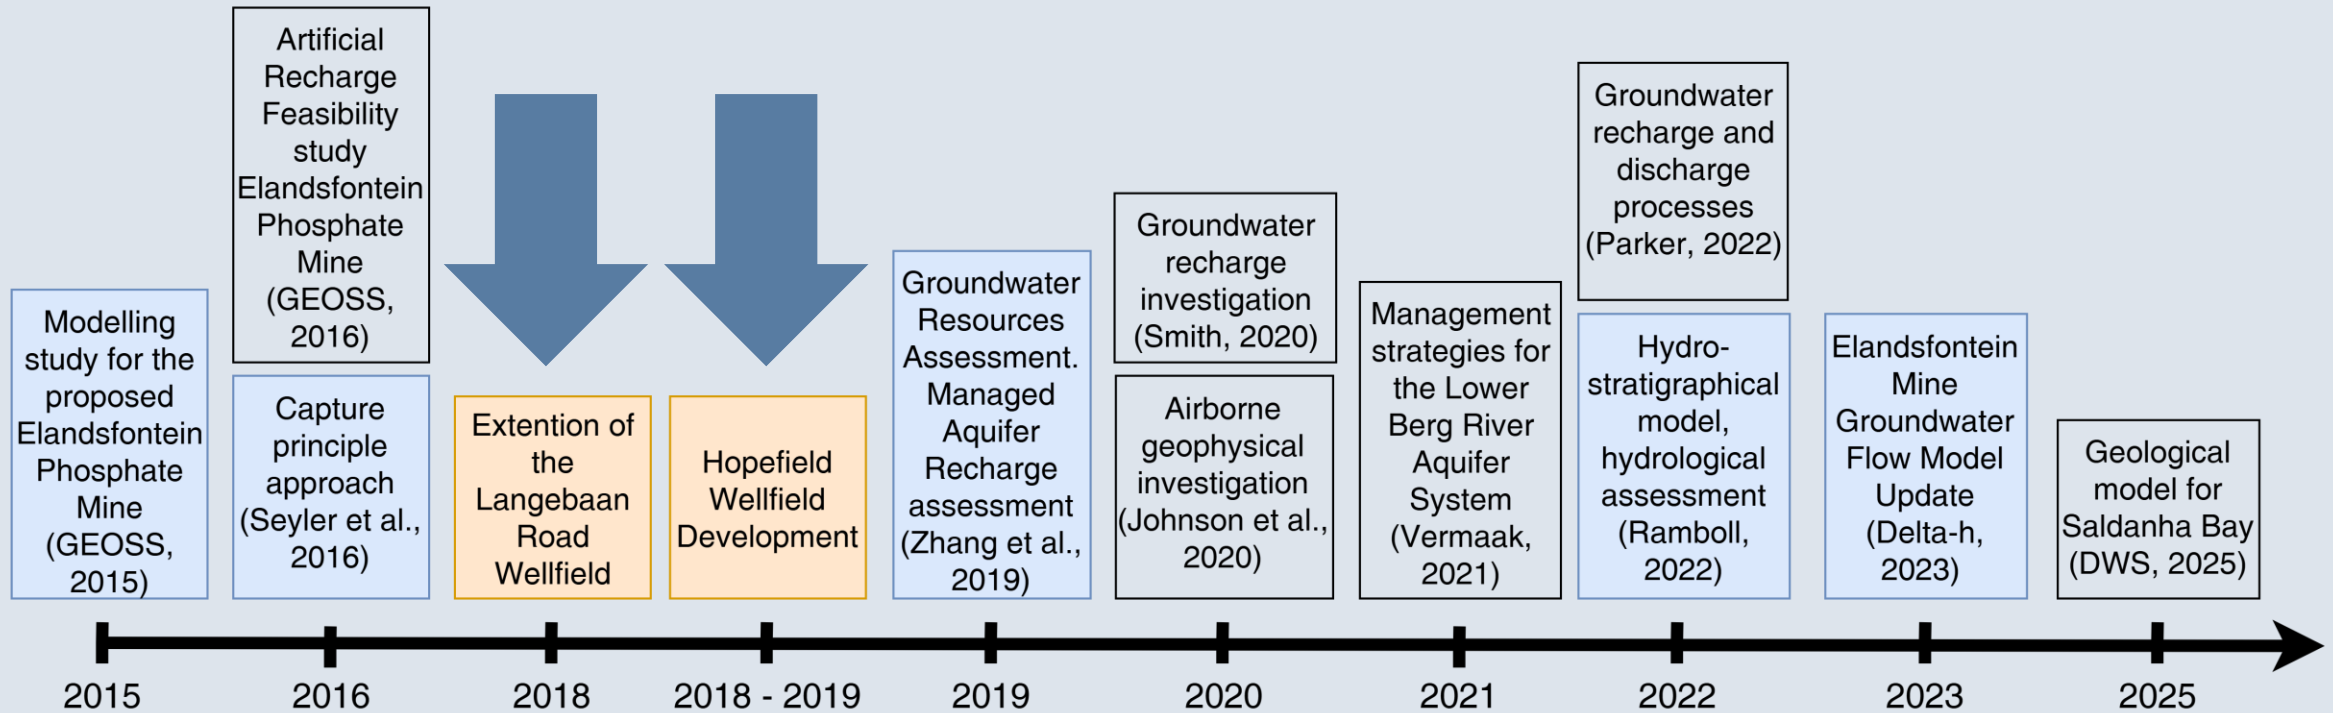 Artificial
Recharge
Feasibility
study
Elandsfontein
Phosphate
Mine
(GEOSS,
2016)
Modelling
study for the
proposed
Elandsfontein
Phosphate
Mine
(GEOSS,
2015)
Capture
principle
approach
(Seyler et al.,
2016)
Extention of
the
Langebaan
Road
Wellfield
Hopefield
Wellfield
Development
Groundwater
Resources
Assessment.
Managed
Aquifer
Recharge
assessment
(Zhang et al.,
2019)
Groundwater
recharge
investigation
(Smith, 2020)
Airborne
geophysical
investigation
(Johnson et al.,
2020)
Management
strategies for
the Lower
Berg River
Aquifer
System
(Vermaak,
2021)
Groundwater
recharge and
discharge
processes
(Parker, 2022)
Hydro-
stratigraphical
model,
hydrological
assessment
(Ramboll,
2022)
Elandsfontein
Mine
Groundwater
Flow Model
Update
(Delta-h,
2023)
Geological
model for
Saldanha Bay
(DWS, 2025)
2015
2016
2018
2018 - 2019
2019
2020
2021
2022
2023
2025